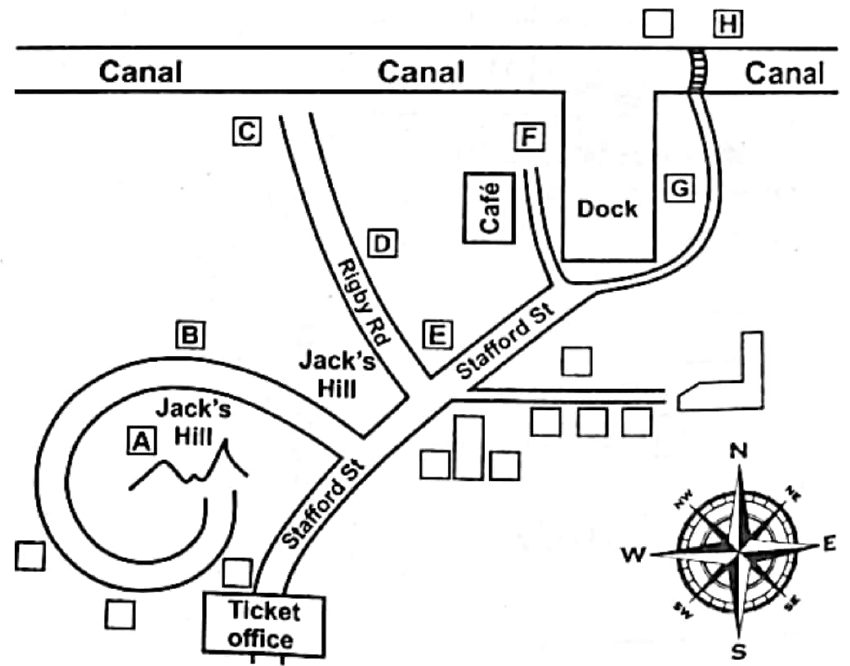 H
Canal Canal Canal
C
F
G
Café
Dock
D
Rigby Rd
E
B
Stafford St
Jack's
Hill
Jack's
Hill
A
Stafford St
Ticket
office
N
NW
NE
W
E
SW
SE
S